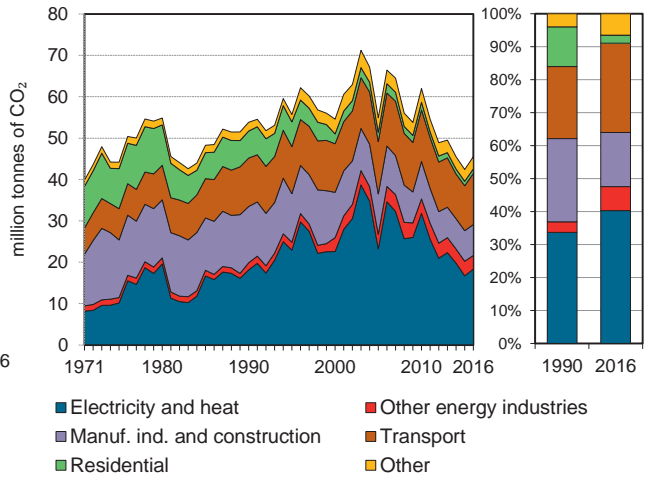 million tonnes of CO₂
80
70
60
50
40
30
20
10
0
6
1971 1980 1990 2000 2010 2016
100%
90%
80%
70%
60%
50%
40%
30%
20%
10%
0%
1990 2016
Electricity and heat
Other energy industries
Manuf. ind. and construction
Transport
Residential
Other